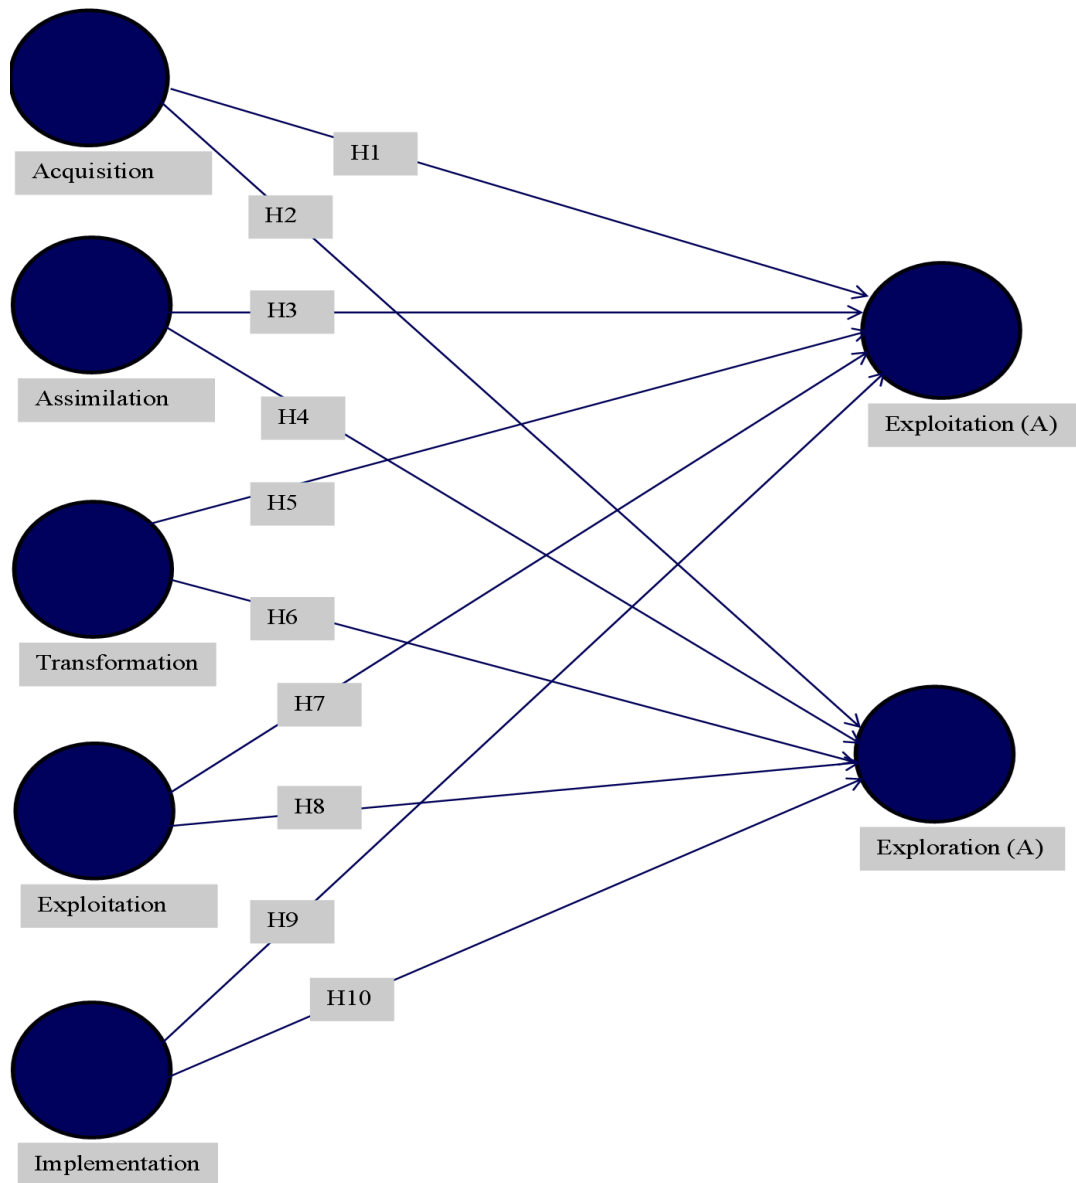 H1
Acquisition
H2
H3
Assimilation
H4
Exploitation (A)
H5
H6
Transformation
H7
H8
Exploration (A)
Exploitation
H9
H10
Implementation